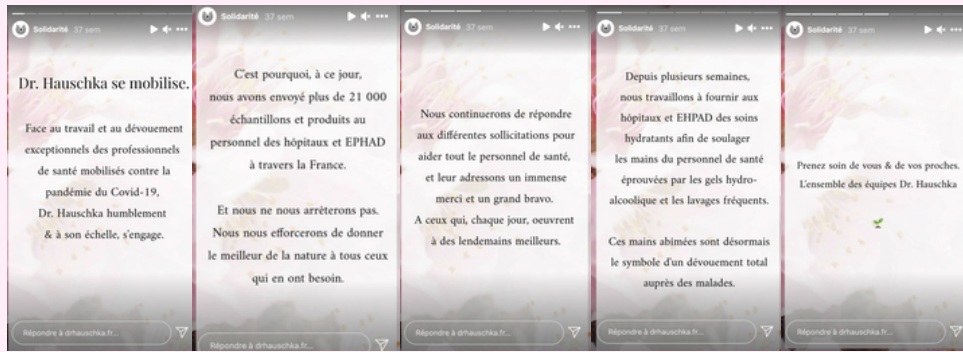 Solidarité 37 sem
Dr. Hauschka se mobilise.
Face au travail et au dévouement
exceptionnels des professionnels
de santé mobilisés contre la
pandémie du Covid-19,
Dr. Hauschka humblement
& à son échelle, s'engage.
Répondre à drhauschka.fr...
Solidarité 37 sem
C'est pourquoi, à ce jour,
nous avons envoyé plus de 21 000
échantillons et produits au
personnel des hôpitaux et EPHAD
à travers la France.
Et nous ne nous arrêterons pas.
Nous nous efforcerons de donner
le meilleur de la nature à tous ceux
qui en ont besoin.
Répondre à drhauschka.fr...
Solidarité 37 sem
Nous continuerons de répondre
aux différentes sollicitations pour
aider tout le personnel de santé,
et leur adressons un immense
merci et un grand bravo.
A ceux qui, chaque jour, oeuvrent
à des lendemains meilleurs.
Répondre à drhauschka.fr...
Solidarité 37 sem
Depuis plusieurs semaines,
nous travaillons à fournir aux
hôpitaux et EHPAD des soins
hydratants afin de soulager
les mains du personnel de santé
éprouvées par les gels hydro-
alcoolique et les lavages fréquents.
Ces mains abîmées sont désormais
le symbole d'un dévouement total
auprès des malades.
Répondre à drhauschka.fr...
Solidarité 37 sem
Prenez soin de vous & de vos proches.
L'ensemble des équipes Dr. Hauschka
Répondre à drhauschka.fr...